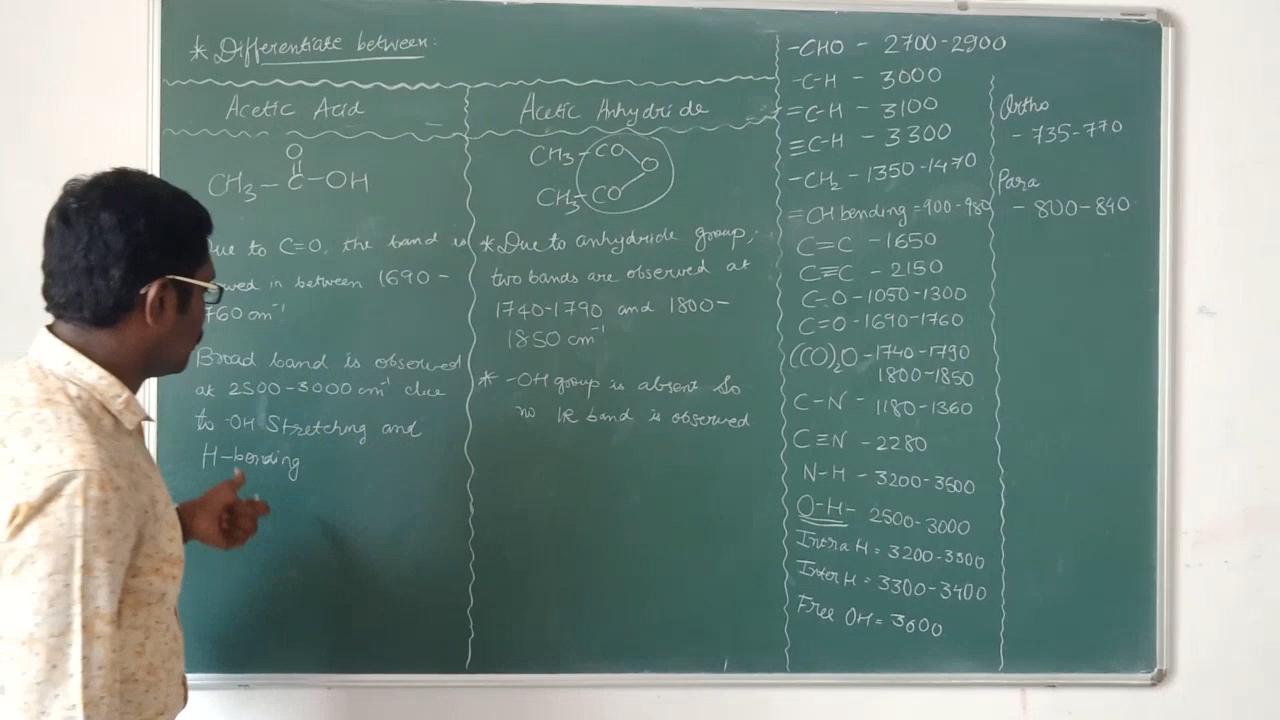 * Differentiate between:
Acetic Acid
O
CH3 - C - OH
Due to C=O, the band is
in between 1690 -
760 cm⁻¹
Broad band is observed
at 2500-3000 cm⁻¹ due
to -OH Stretchng and
H-bonding
Acetic Anhydride
CH3-CO
O
CH3-CO
* Due to anhydride group,
two bands are observed at
1740-1790 and 1800-
1850 cm⁻¹
* -OH group is absent So
no IR band is observed
-CHO - 2700-2900
-C-H - 3000
=C-H - 3100
≡C-H - 3300
-CH2 - 1350-1470
=CH bending = 900-980
C=C - 1650
C≡C - 2150
C-O - 1050-1300
C=O - 1690-1760
(CO)2O - 1740-1790
1800-1850
C-N - 1180-1360
C≡N - 2280
N-H - 3200-3500
O-H - 2500-3000
Intra H = 3200-3300
Inter H = 3300-3400
Free OH = 3600
Ortho
- 735-770
Para
- 800-840